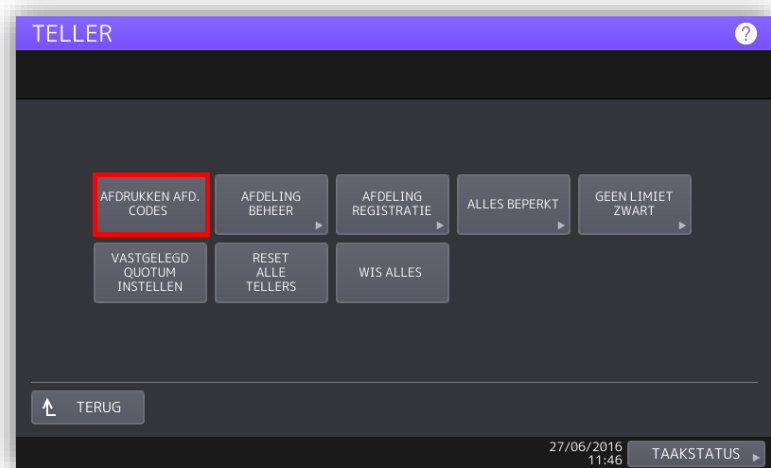 TELLER
?
AFDRUKKEN AFD.
CODES
AFDELING
BEHEER
AFDELING
REGISTRATIE
ALLES BEPERKT
GEEN LIMIET
ZWART
VASTGELEGD
QUOTUM
INSTELLEN
RESET
ALLE
TELLERS
WIS ALLES
TERUG
27/06/2016
11:46
TAAKSTATUS